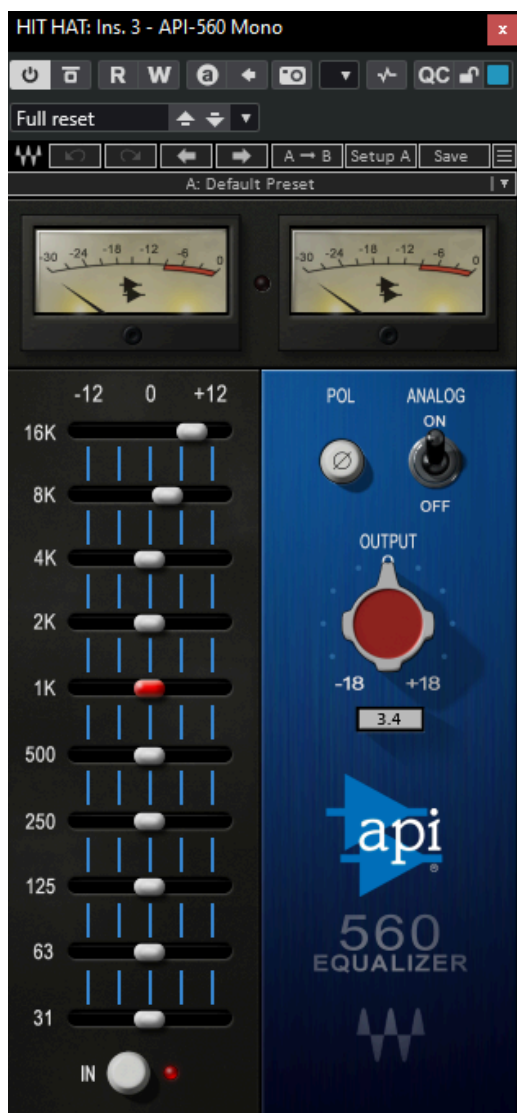 HIT HAT: Ins. 3 - API-560 Mono x
R W a QC
Full reset
A → B Setup A Save
A: Default Preset
-30 -24 -18 -12 -6 0
-30 -24 -18 -12 -6 0
-12 0 +12
POL ANALOG
ON
16K
8K
OFF
4K
OUTPUT
0
2K
1K
-18 +18
3.4
500
250
api
®
125
560
63
EQUALIZER
31
IN